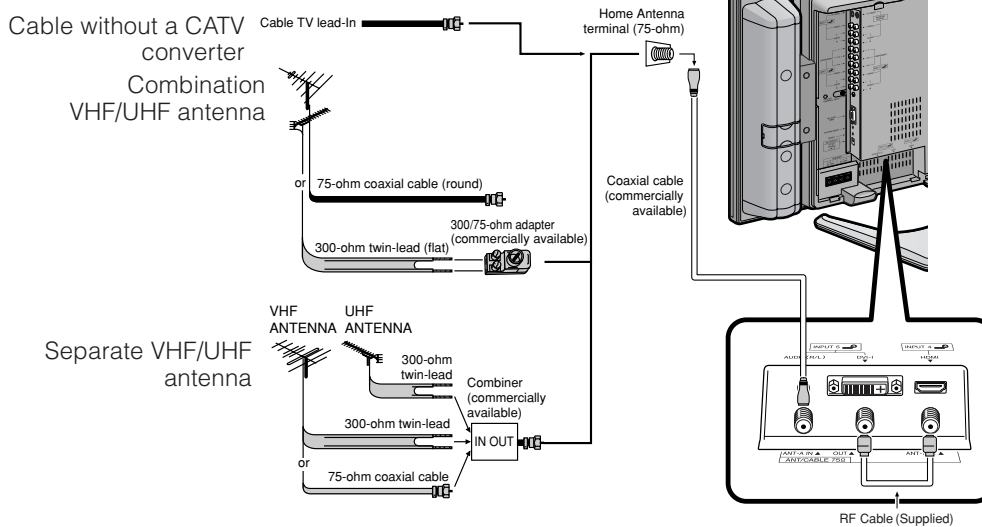 Cable without a CATV
converter
Cable TV lead-In
Home Antenna
terminal (75-ohm)
Combination
VHF/UHF antenna
or
75-ohm coaxial cable (round)
300-ohm twin-lead (flat)
300/75-ohm adapter
(commercially available)
Coaxial cable
(commercially
available)
Separate VHF/UHF
antenna
VHF
ANTENNA
UHF
ANTENNA
300-ohm
twin-lead
Combiner
(commercially
available)
300-ohm twin-lead
IN OUT
or
75-ohm coaxial cable
INPUT 5
INPUT 4
DVI-I
HDMI
ANT-A IN ▲ OUT ▲
ANT/CABLE 75Ω
RF Cable (Supplied)